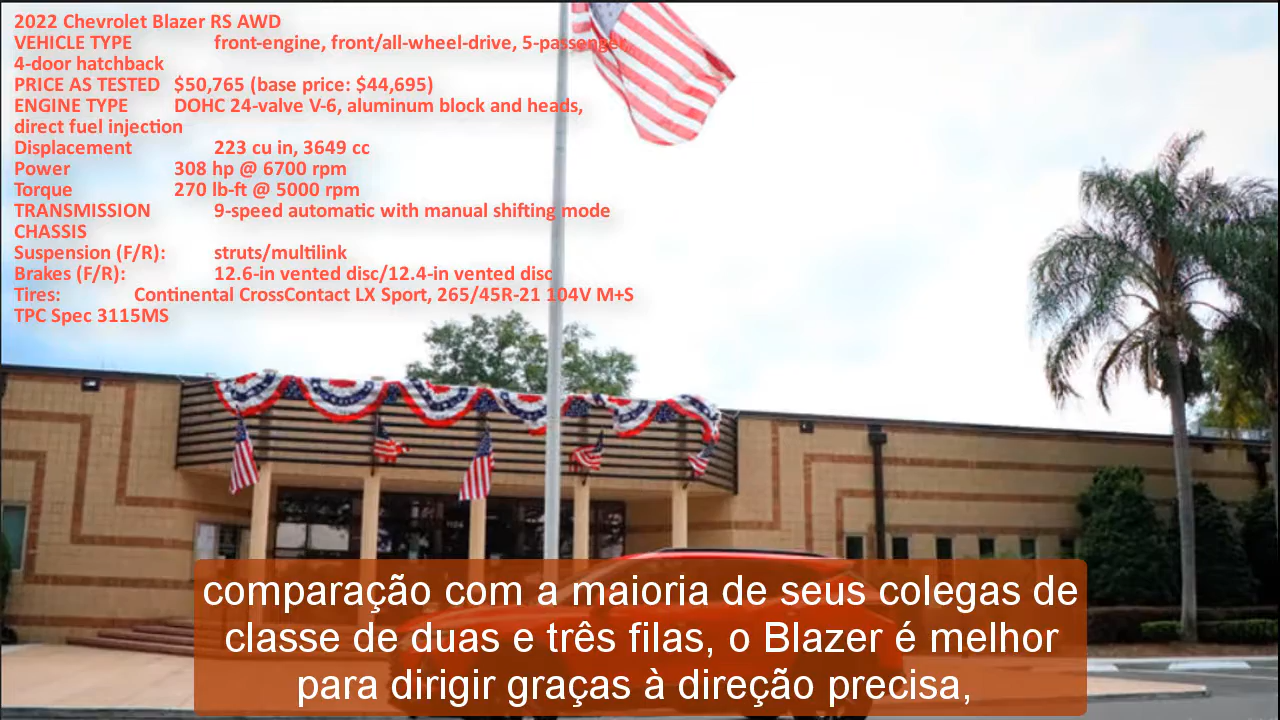 2022 Chevrolet Blazer RS AWD
VEHICLE TYPE front-engine, front/all-wheel-drive, 5-passenger,
4-door hatchback
PRICE AS TESTED $50,765 (base price: $44,695)
ENGINE TYPE DOHC 24-valve V-6, aluminum block and heads,
direct fuel injection
Displacement 223 cu in, 3649 cc
Power 308 hp @ 6700 rpm
Torque 270 lb-ft @ 5000 rpm
TRANSMISSION 9-speed automatic with manual shifting mode
CHASSIS
Suspension (F/R): struts/multilink
Brakes (F/R): 12.6-in vented disc/12.4-in vented disc
Tires: Continental CrossContact LX Sport, 265/45R-21 104V M+S
TPC Spec 3115MS
comparação com a maioria de seus colegas de
classe de duas e três filas, o Blazer é melhor
para dirigir graças à direção precisa,